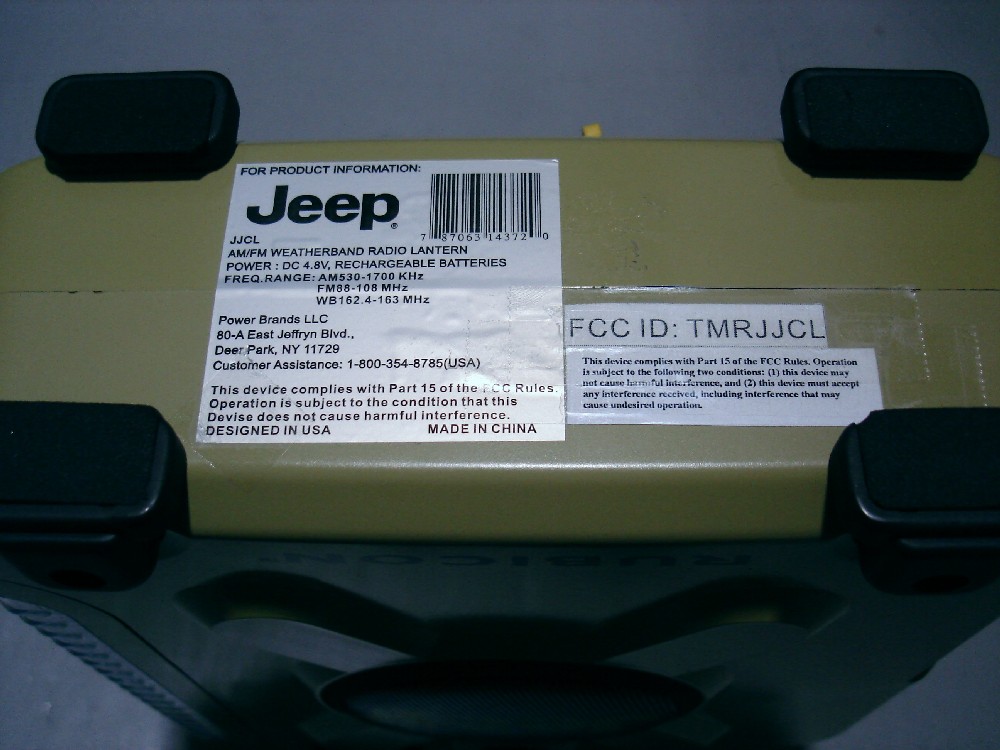 FOR PRODUCT INFORMATION:
Jeep®
7 87063 14372 0
JJCL
AM/FM WEATHERBAND RADIO LANTERN
POWER : DC 4.8V, RECHARGEABLE BATTERIES
FREQ.RANGE: AM530-1700 KHz
FM88-108 MHz
WB162.4-163 MHz
Power Brands LLC
80-A East Jeffryn Blvd.,
Deer Park, NY 11729
Customer Assistance: 1-800-354-8785(USA)
This device complies with Part 15 of the FCC Rules.
Operation is subject to the condition that this
Devise does not cause harmful interference.
DESIGNED IN USA MADE IN CHINA
FCC ID: TMRJJCL
This device complies with Part 15 of the FCC Rules. Operation
is subject to the following two conditions: (1) this device may
not cause harmful interference, and (2) this device must accept
any interference received, including interference that may
cause undesired operation.
RUBICON